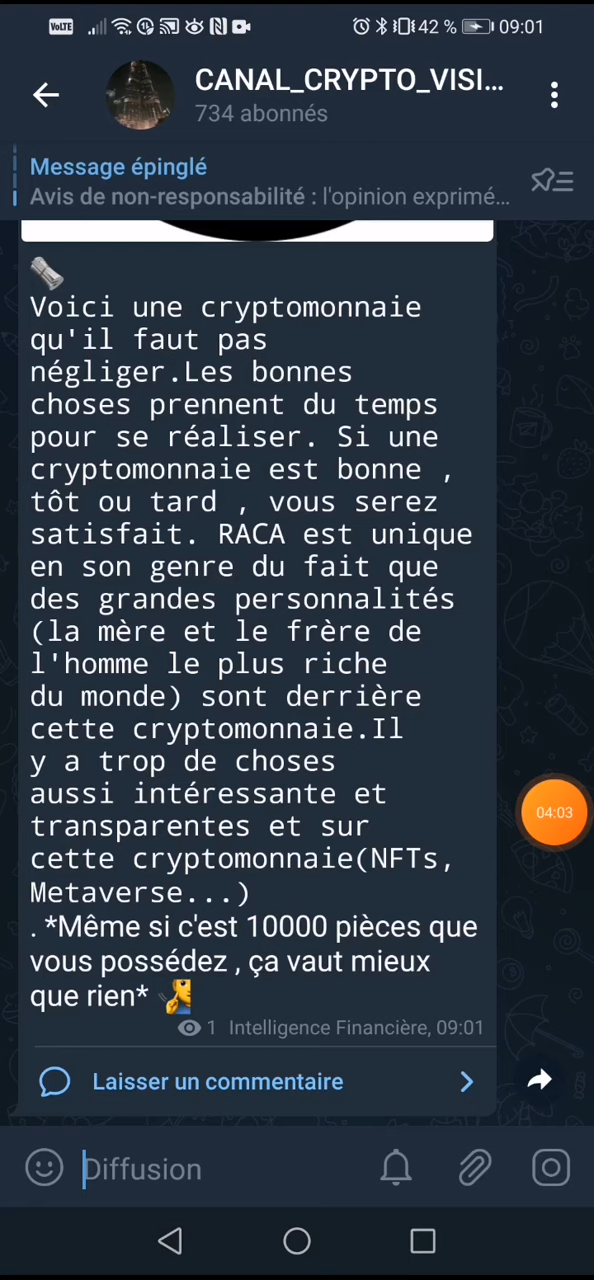 VoLTE 42 % 09:01
CANAL_CRYPTO_VISI...
734 abonnés
Message épinglé
Avis de non-responsabilité : l'opinion exprimé...
Voici une cryptomonnaie
qu'il faut pas
négliger.Les bonnes
choses prennent du temps
pour se réaliser. Si une
cryptomonnaie est bonne ,
tôt ou tard , vous serez
satisfait. RACA est unique
en son genre du fait que
des grandes personnalités
(la mère et le frère de
l'homme le plus riche
du monde) sont derrière
cette cryptomonnaie.Il
y a trop de choses
aussi intéressante et
transparentes et sur
cette cryptomonnaie(NFTs,
Metaverse...)
. *Même si c'est 10000 pièces que
vous possédez , ça vaut mieux
que rien*
1 Intelligence Financière, 09:01
04:03
Laisser un commentaire
Diffusion